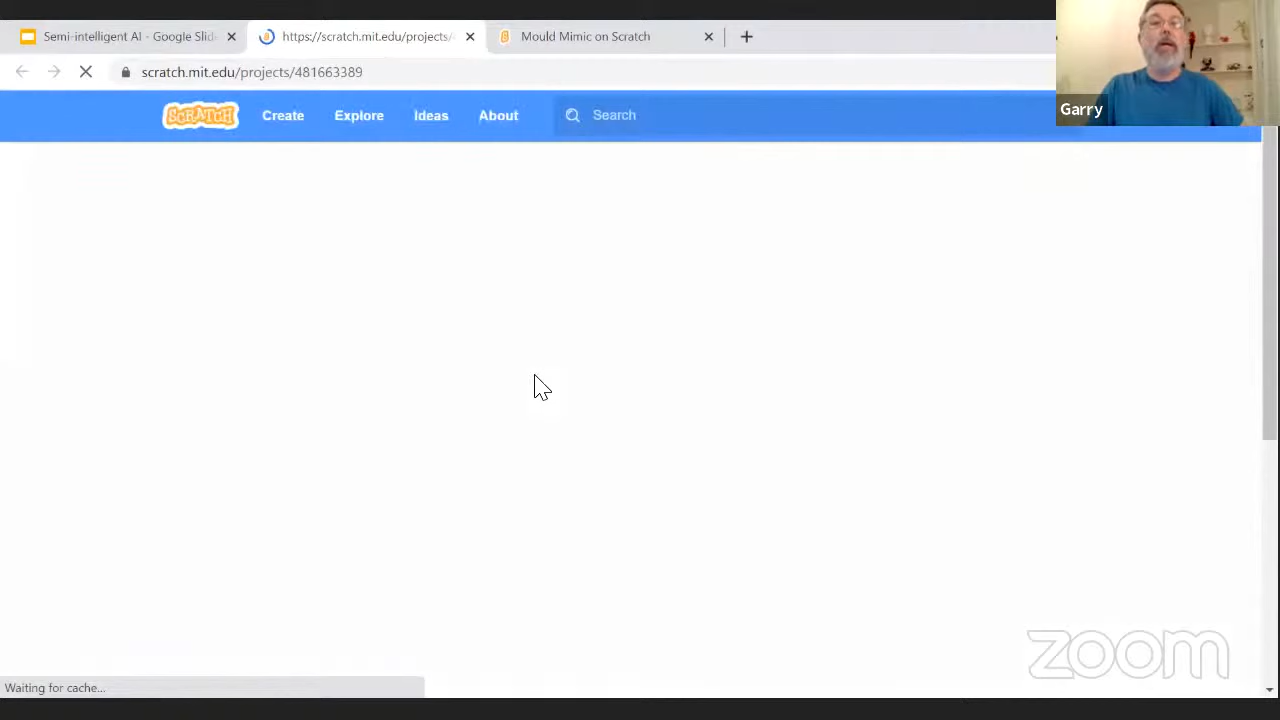 Semi-intelligent AI - Google Slid
https://scratch.mit.edu/projects/
Mould Mimic on Scratch
scratch.mit.edu/projects/481663389
SCRATCH
Create
Explore
Ideas
About
Search
Garry
Waiting for cache...
zoom